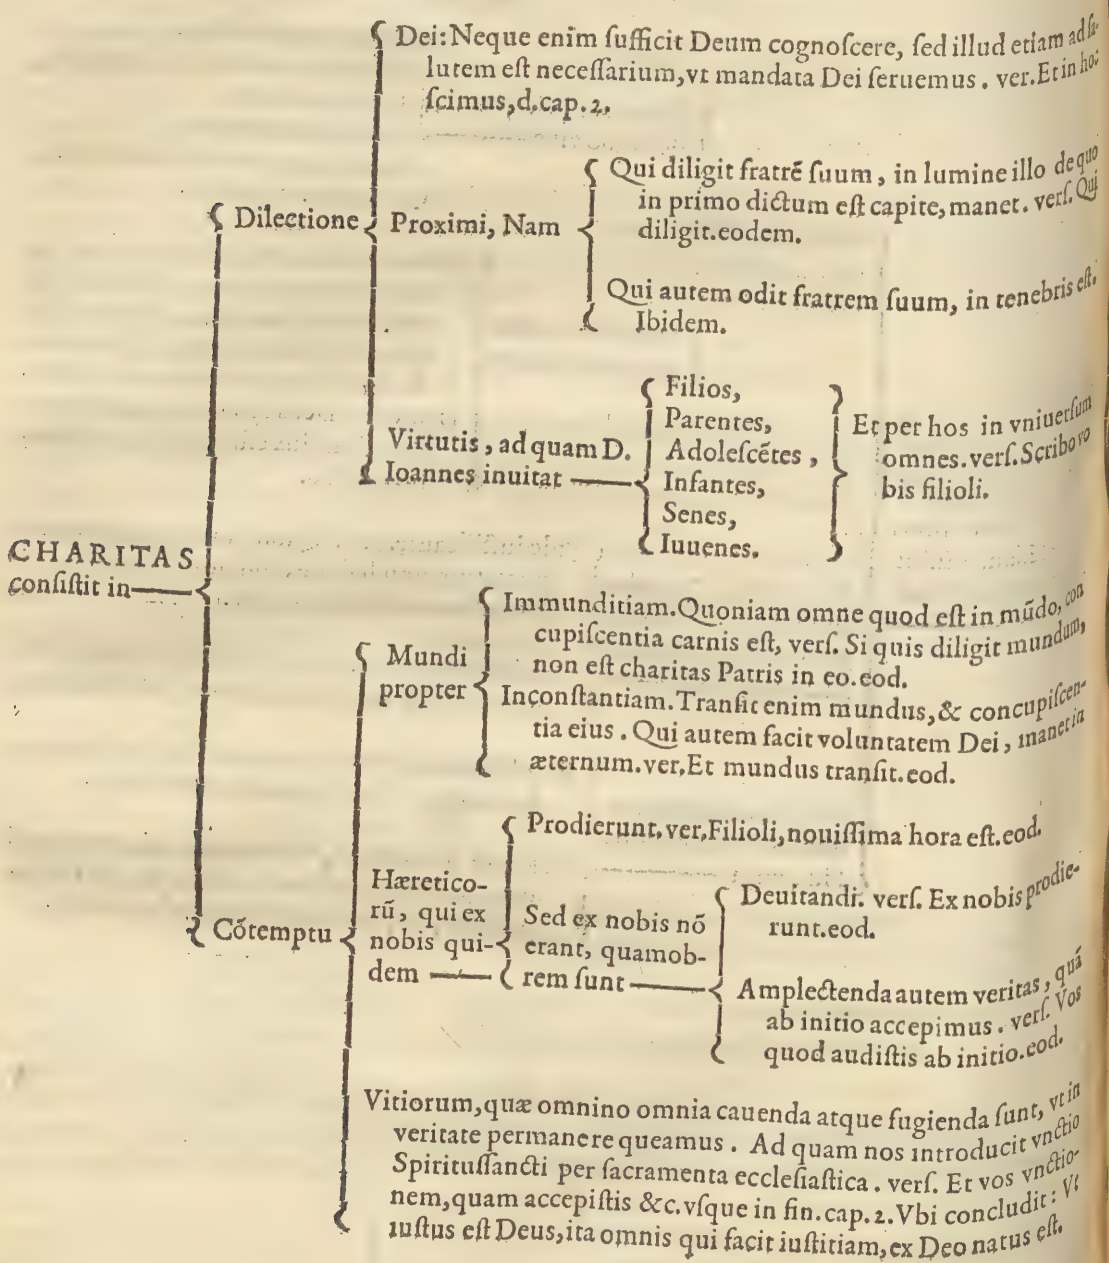 Dei: Neque enim ſufficit Deum cognoſcere, ſed illud etiam ad ſa-
lutem eſt neceſſarium, vt mandata Dei ſeruemus. ver. Et in hoc
ſcimus, d. cap. 2.
Qui diligit fratrē ſuum, in lumine illo de quo
in primo dictum eſt capite, manet. verſ. Qui
diligit. eodem.
Dilectione
Proximi, Nam
Qui autem odit fratrem ſuum, in tenebris eſt.
Ibidem.
Virtutis, ad quam D.
Ioannes inuitat
Filios,
Parentes,
Adoleſcētes,
Infantes,
Senes,
Iuuenes.
Et per hos in vniuerſum
omnes. verſ. Scribo vo
bis filioli.
CHARITAS
conſiſtit in
Mundi
propter
Immunditiam. Quoniam omne quod eſt in mūdo, con
cupiſcentia carnis eſt, verſ. Si quis diligit mundum,
non eſt charitas Patris in eo. eod.
Inconſtantiam. Tranſit enim mundus, & concupiſcen-
tia eius. Qui autem facit voluntatem Dei, manet in
æternum. ver, Et mundus tranſit. eod.
Cōtemptu
Hæretico-
rū, qui ex
nobis qui-
dem
Prodierunt. ver, Filioli, nouiſſima hora eſt. eod.
Sed ex nobis nō
erant, quamob-
rem ſunt
Deuitandi. verſ. Ex nobis prodie-
runt. eod.
Amplectenda autem veritas, quā
ab initio accepimus. verſ. Vos
quod audiſtis ab initio. eod.
Vitiorum, quæ omnino omnia cauenda atque fugienda ſunt, vt in
veritate permanere queamus. Ad quam nos introducit vnctio
Spirituſſancti per ſacramenta eccleſiaſtica. verſ. Et vos vnctio-
nem, quam accepiſtis &c. vſque in fin. cap. 2. Vbi concludit: Vt
iuſtus eſt Deus, ita omnis qui facit iuſtitiam, ex Deo natus eſt.